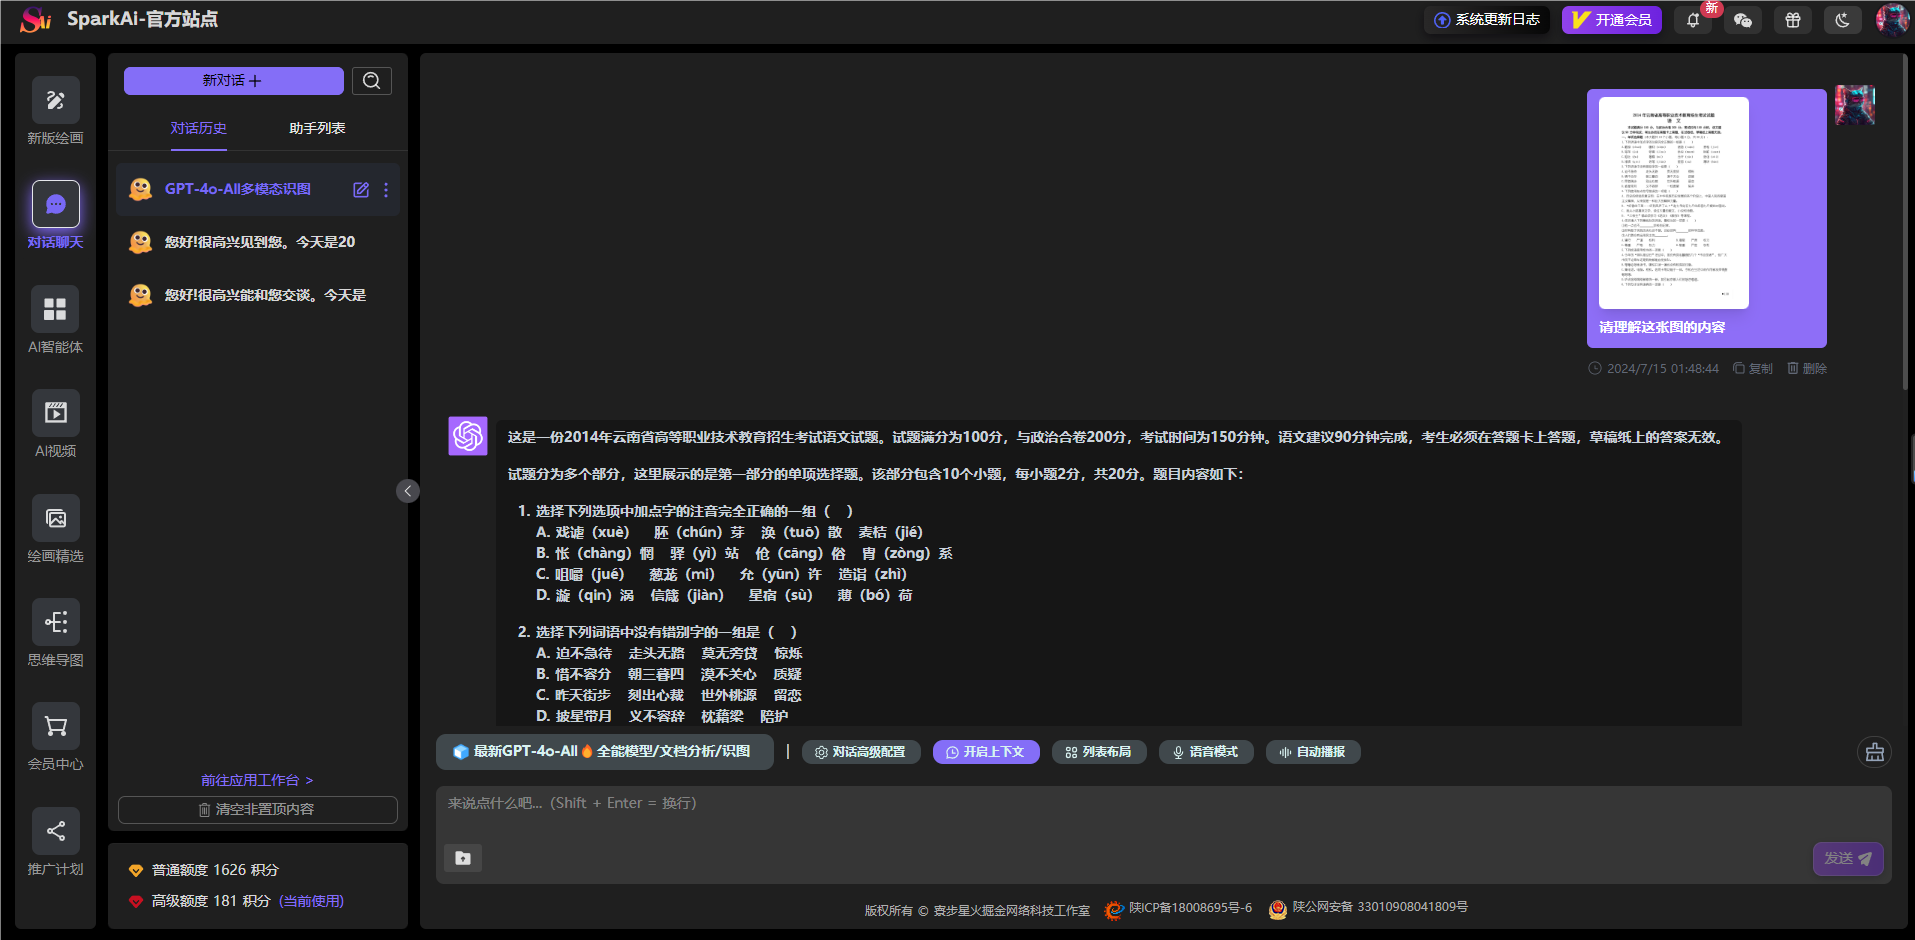 SparkAi-官方站点
系统更新日志
开通会员
新
新对话
对话历史
助手列表
新版绘画
对话聊天
AI智能体
AI视频
绘画精选
思维导图
会员中心
推广计划
GPT-4o-All多模态识图
您好!很高兴见到您。今天是20
您好!很高兴能和您交谈。今天是
前往应用工作台 >
清空非置顶内容
普通额度 1626 积分
高级额度 181 积分 (当前使用)
请理解这张图的内容
2024/7/15 01:48:44 复制 删除
这是一份2014年云南省高等职业技术教育招生考试语文试题。试题满分为100分，与政治合卷200分，考试时间为150分钟。语文建议90分钟完成，考生必须在答题卡上答题，草稿纸上的答案无效。
试题分为多个部分，这里展示的是第一部分的单项选择题。该部分包含10个小题，每小题2分，共20分。题目内容如下：
1. 选择下列选项中加点字的注音完全正确的一组（　）
A. 戏谑（xuè） 胚（chún）芽 涣（tuō）散 麦秸（jié）
B. 怅（chàng）惘 驿（yì）站 伧（cāng）俗 胄（zòng）系
C. 咀嚼（jué） 葱茏（mi） 允（yūn）许 造诣（zhì）
D. 漩（qin）涡 信箴（jiàn） 星宿（sù） 薄（bó）荷
2. 选择下列词语中没有错别字的一组是（　）
A. 迫不急待 走头无路 莫无旁贷 惊烁
B. 惜不容分 朝三暮四 漠不关心 质疑
C. 昨天街步 刻出心裁 世外桃源 留恋
D. 披星带月 义不容辞 枕藉梁 陪护
最新GPT-4o-All🔥全能模型/文档分析/识图
对话高级配置
开启上下文
列表布局
语音模式
自动播报
来说点什么吧...（Shift + Enter = 换行）
发送
版权所有 © 寮步星火掘金网络科技工作室 陕ICP备18008695号-6 陕公网安备 33010908041809号